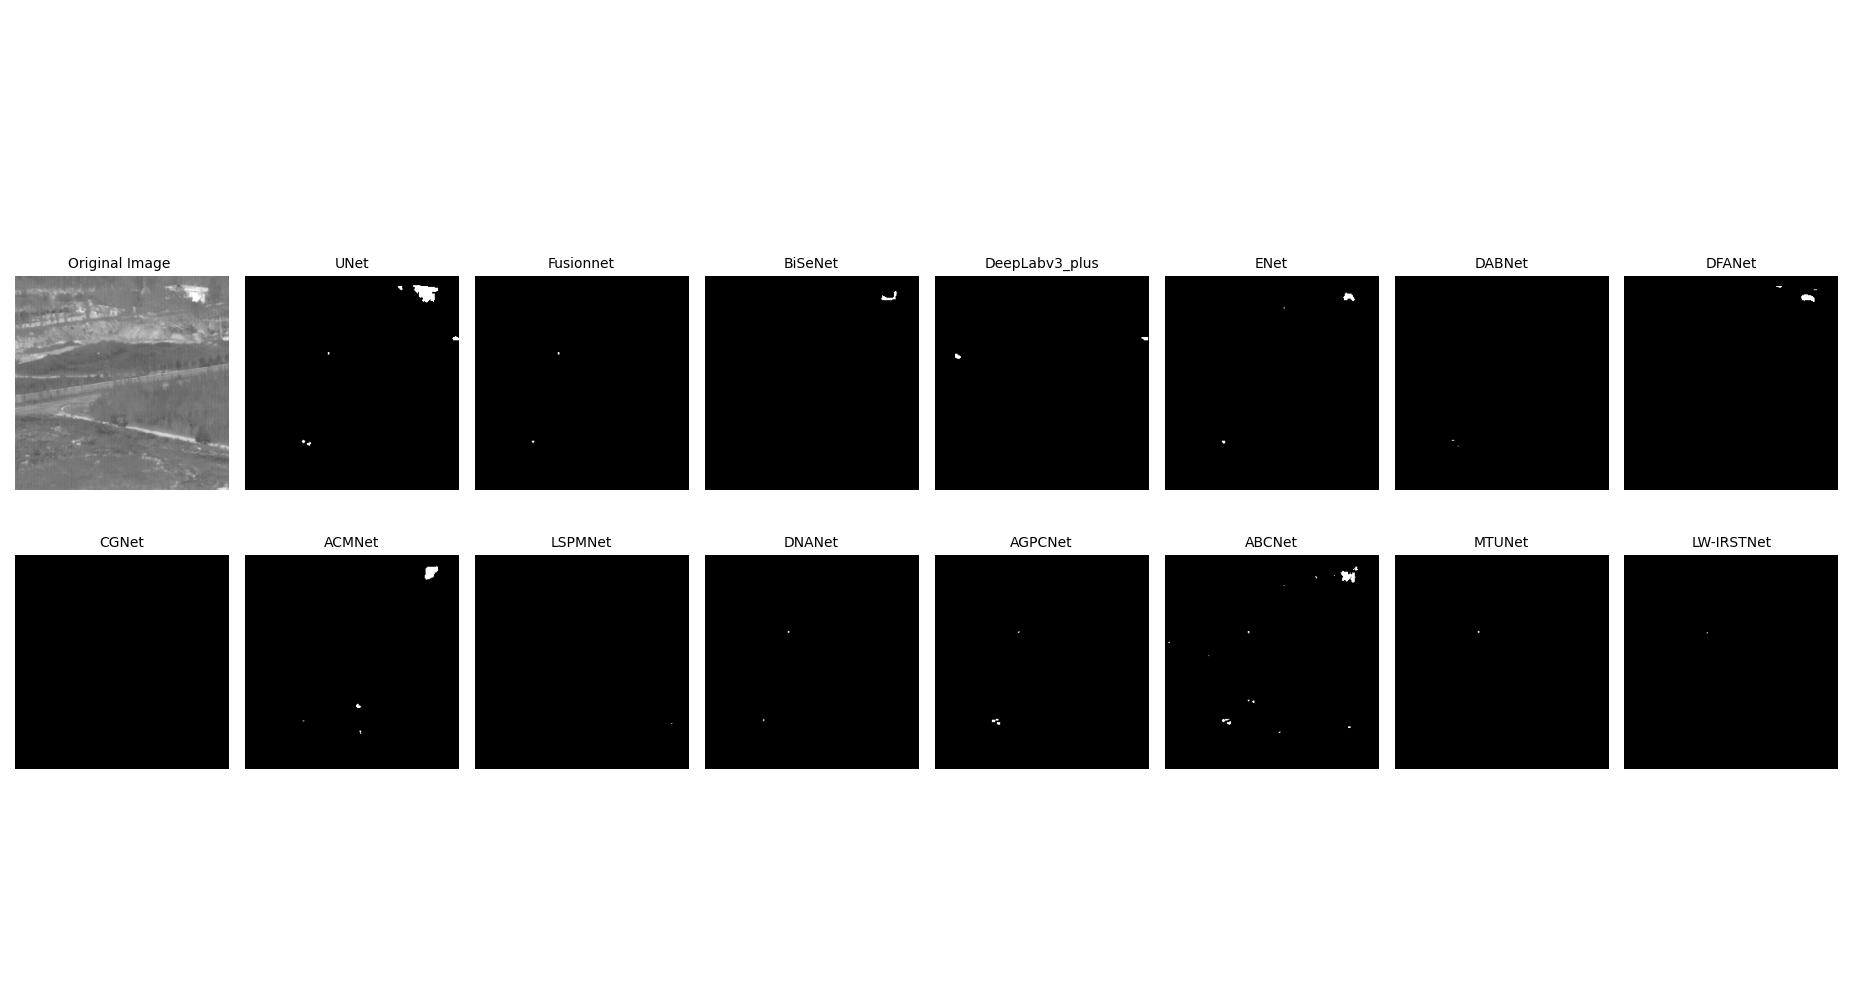 Original Image
UNet
Fusionnet
BiSeNet
DeepLabv3_plus
ENet
DABNet
DFANet
CGNet
ACMNet
LSPMNet
DNANet
AGPCNet
ABCNet
MTUNet
LW-IRSTNet